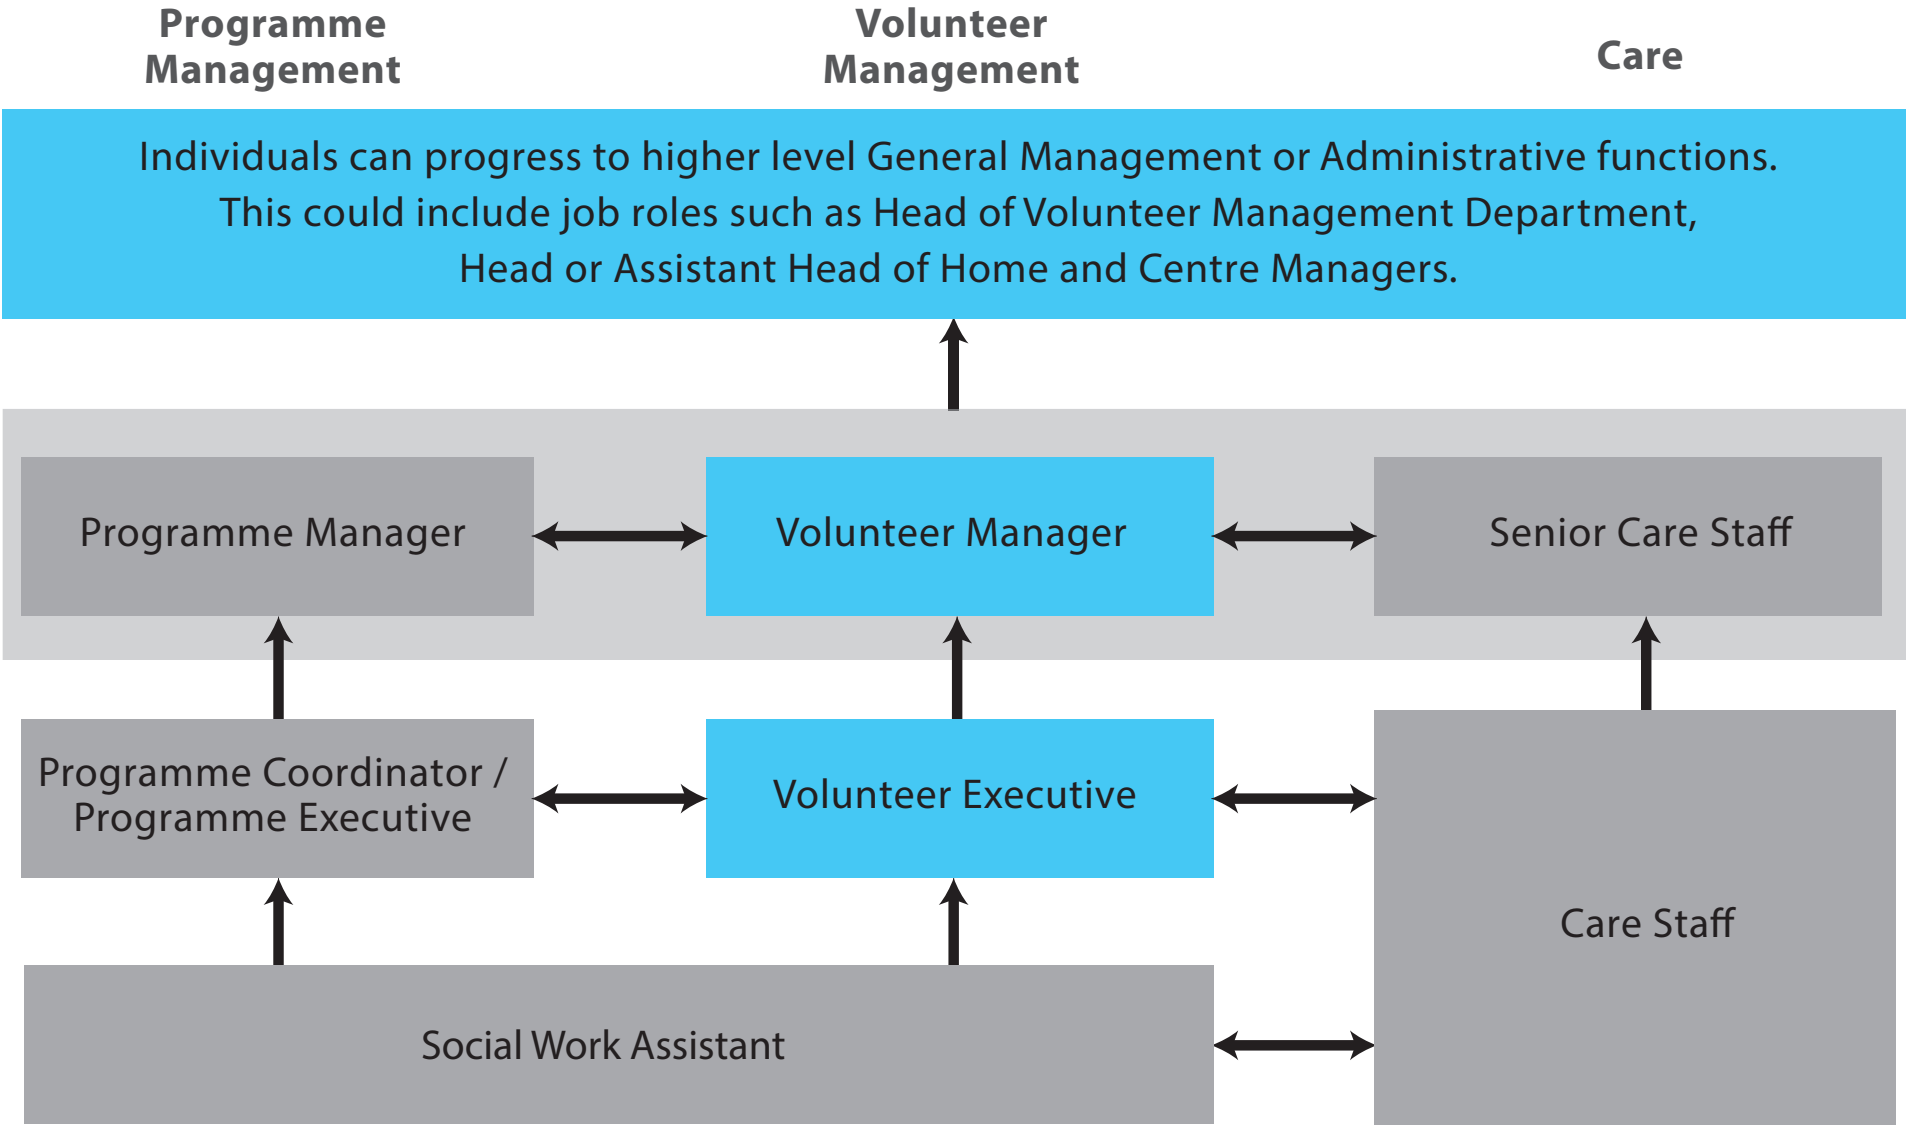 Programme
Management
Volunteer
Management
Care
Individuals can progress to higher level General Management or Administrative functions.
This could include job roles such as Head of Volunteer Management Department,
Head or Assistant Head of Home and Centre Managers.
Programme Manager
Volunteer Manager
Senior Care Staff
Programme Coordinator /
Programme Executive
Volunteer Executive
Care Staff
Social Work Assistant